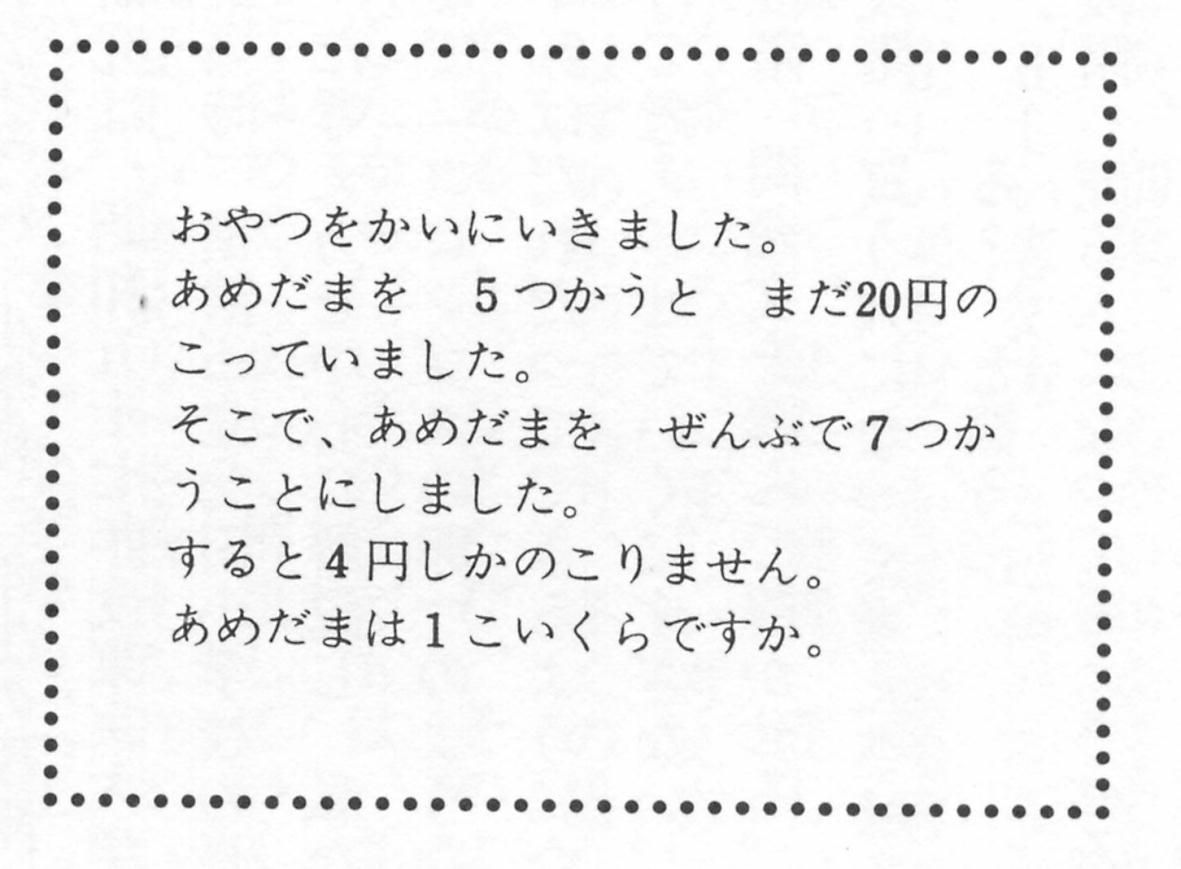 おやつをかいにいきました。
あめだまを　5つかうと　まだ20円の
こっていました。
そこで、あめだまを　ぜんぶで7つか
うことにしました。
すると4円しかのこりません。
あめだまは1こいくらですか。